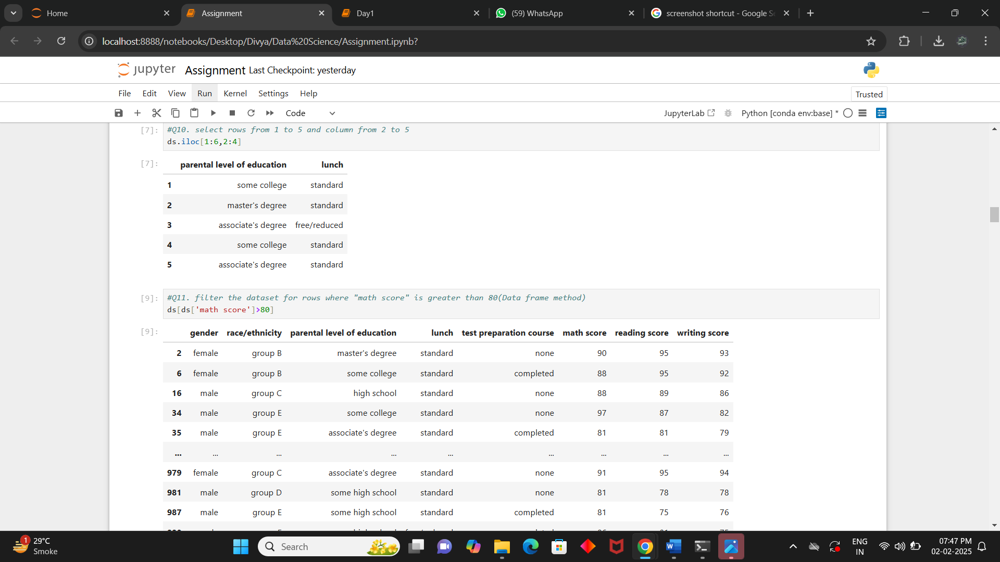 Home
Assignment
Day1
(59) WhatsApp
screenshot shortcut - Google Se
localhost:8888/notebooks/Desktop/Divya/Data%20Science/Assignment.ipynb?
jupyter Assignment Last Checkpoint: yesterday
File Edit View Run Kernel Settings Help
Trusted
Code
JupyterLab
Python [conda env:base] *
[7]: #Q10. select rows from 1 to 5 and column from 2 to 5
ds.iloc[1:6,2:4]
[7]: parental level of education lunch
1 some college standard
2 master's degree standard
3 associate's degree free/reduced
4 some college standard
5 associate's degree standard
[9]: #Q11. filter the dataset for rows where "math score" is greater than 80(Data frame method)
ds[ds['math score']>80]
[9]: gender race/ethnicity parental level of education lunch test preparation course math score reading score writing score
2 female group B master's degree standard none 90 95 93
6 female group B some college standard completed 88 95 92
16 male group C high school standard none 88 89 86
34 male group E some college standard none 97 87 82
35 male group E associate's degree standard completed 81 81 79
... ... ... ... ... ... ... ... ...
979 female group C associate's degree standard none 91 95 94
981 male group D some high school standard none 81 78 78
987 male group E some high school standard completed 81 75 76
1
29°C
Smoke
Search
ENG
IN
07:47 PM
02-02-2025